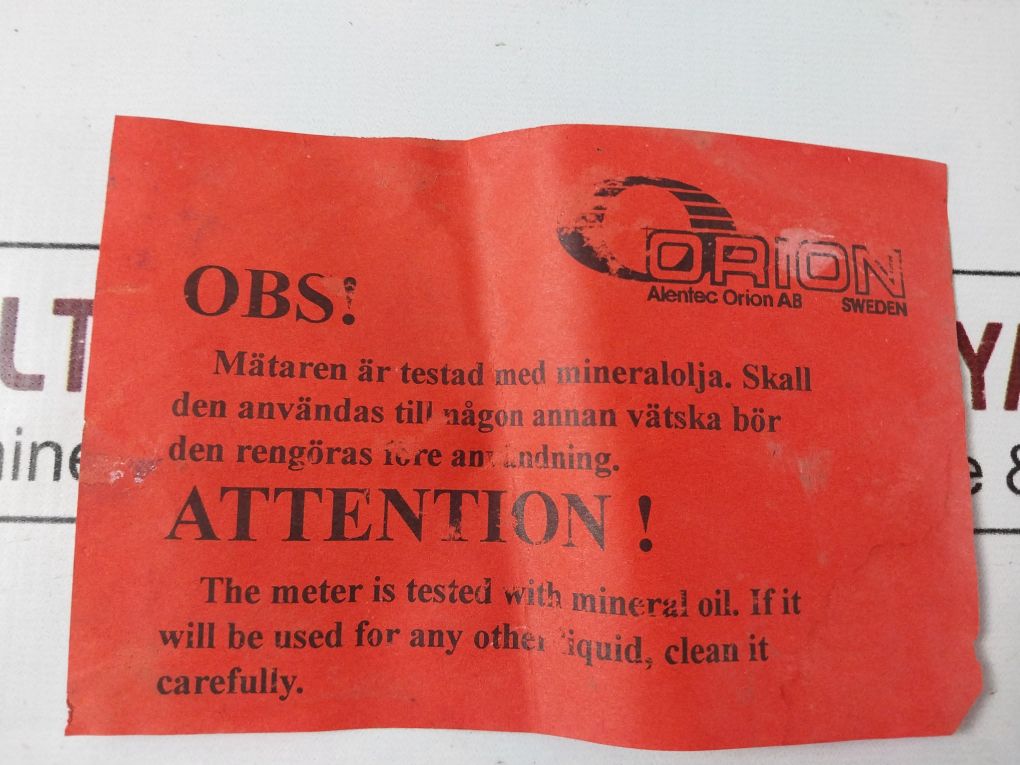 ORION
Alentec Orion AB SWEDEN
OBS!
Mätaren är testad med mineralolja. Skall
den användas till någon annan vätska bör
den rengöras före användning.
ATTENTION !
The meter is tested with mineral oil. If it
will be used for any other liquid, clean it
carefully.